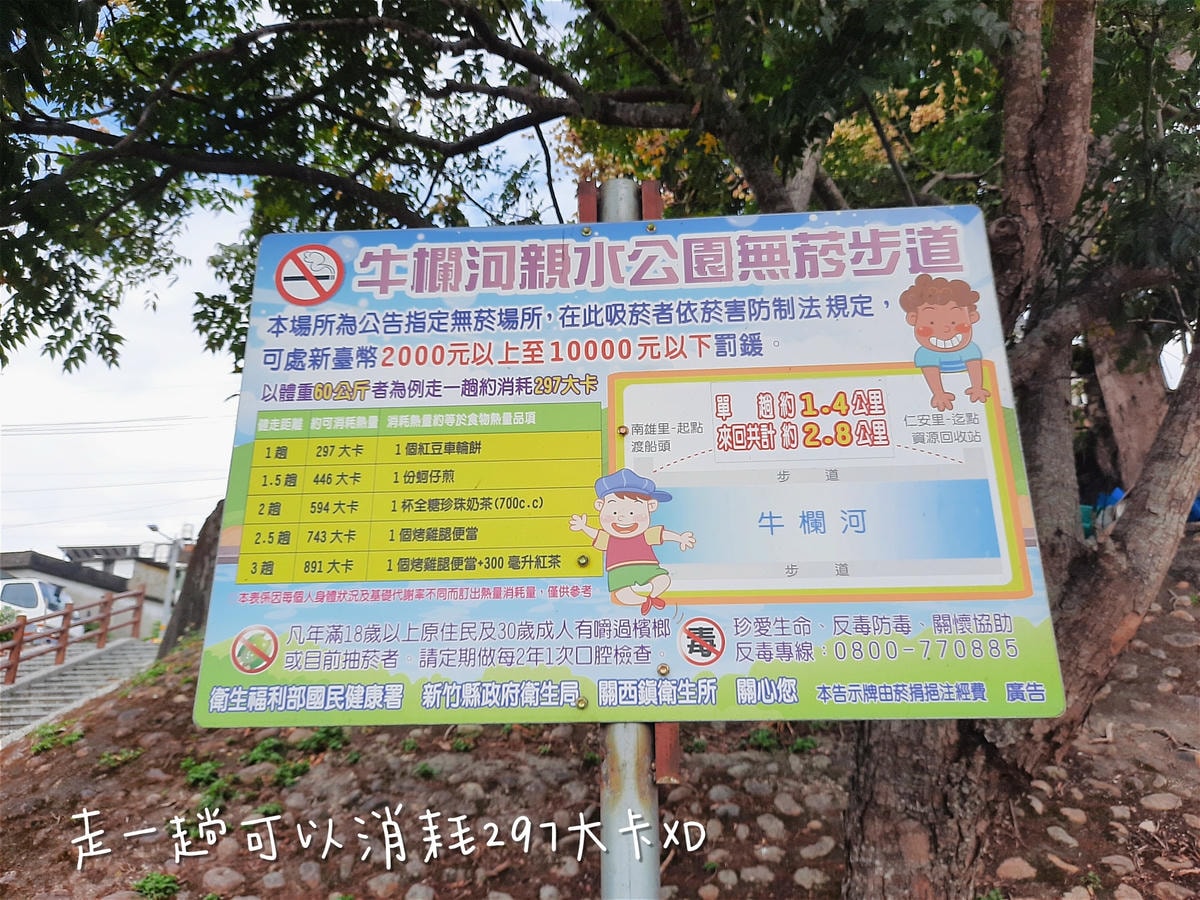 牛欄河親水公園無菸步道
本場所為公告指定無菸場所，在此吸菸者依菸害防制法規定，
可處新臺幣2000元以上至10000元以下罰鍰。
以體重60公斤者為例走一趟約消耗297大卡
健走距離 約可消耗熱量 消耗熱量約等於食物熱量品項
1趟 297大卡 1個紅豆車輪餅
1.5趟 446大卡 1份蚵仔煎
2趟 594大卡 1杯全糖珍珠奶茶(700c.c)
2.5趟 743大卡 1個烤雞腿便當
3趟 891大卡 1個烤雞腿便當+300毫升紅茶
本表係因每個人身體狀況及基礎代謝率不同而訂出熱量消耗量，僅供參考
單趟約1.4公里
來回共計約2.8公里
南雄里-起點
渡船頭
仁安里-迄點
資源回收站
步道
牛欄河
步道
凡年滿18歲以上原住民及30歲成人有嚼過檳榔
或目前抽菸者。請定期做每2年1次口腔檢查。
毒
珍愛生命、反毒防毒、關懷協助
反毒專線：0800-770885
衛生福利部國民健康署 新竹縣政府衛生局 關西鎮衛生所 關心您 本告示牌由菸捐挹注經費 廣告
走一趟可以消耗297大卡XD